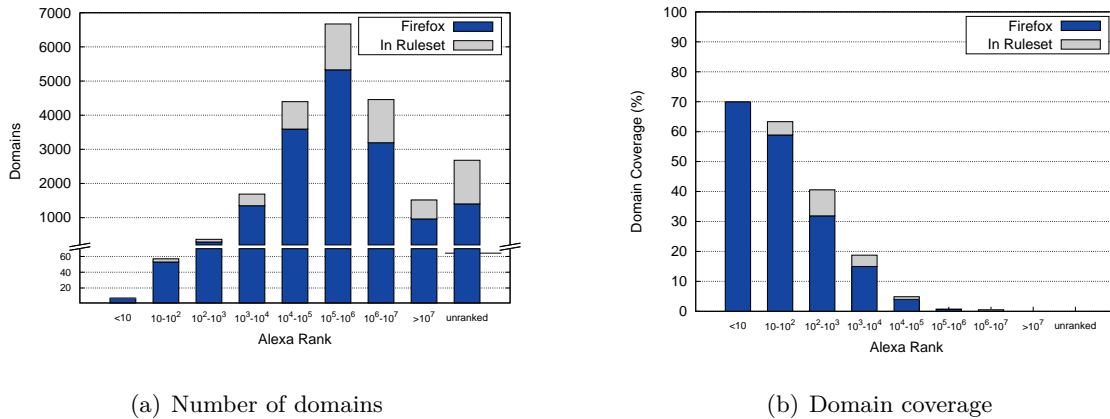 7000
6000
5000
4000
3000
2000
1000
60
40
20
Domains
Firefox
In Ruleset
<10 10-10² 10²-10³ 10³-10⁴ 10⁴-10⁵ 10⁵-10⁶ 10⁶-10⁷ >10⁷ unranked
Alexa Rank
(a) Number of domains
100
90
80
70
60
50
40
30
20
10
0
Domain Coverage (%)
Firefox
In Ruleset
<10 10-10² 10²-10³ 10³-10⁴ 10⁴-10⁵ 10⁵-10⁶ 10⁶-10⁷ >10⁷ unranked
Alexa Rank
(b) Domain coverage